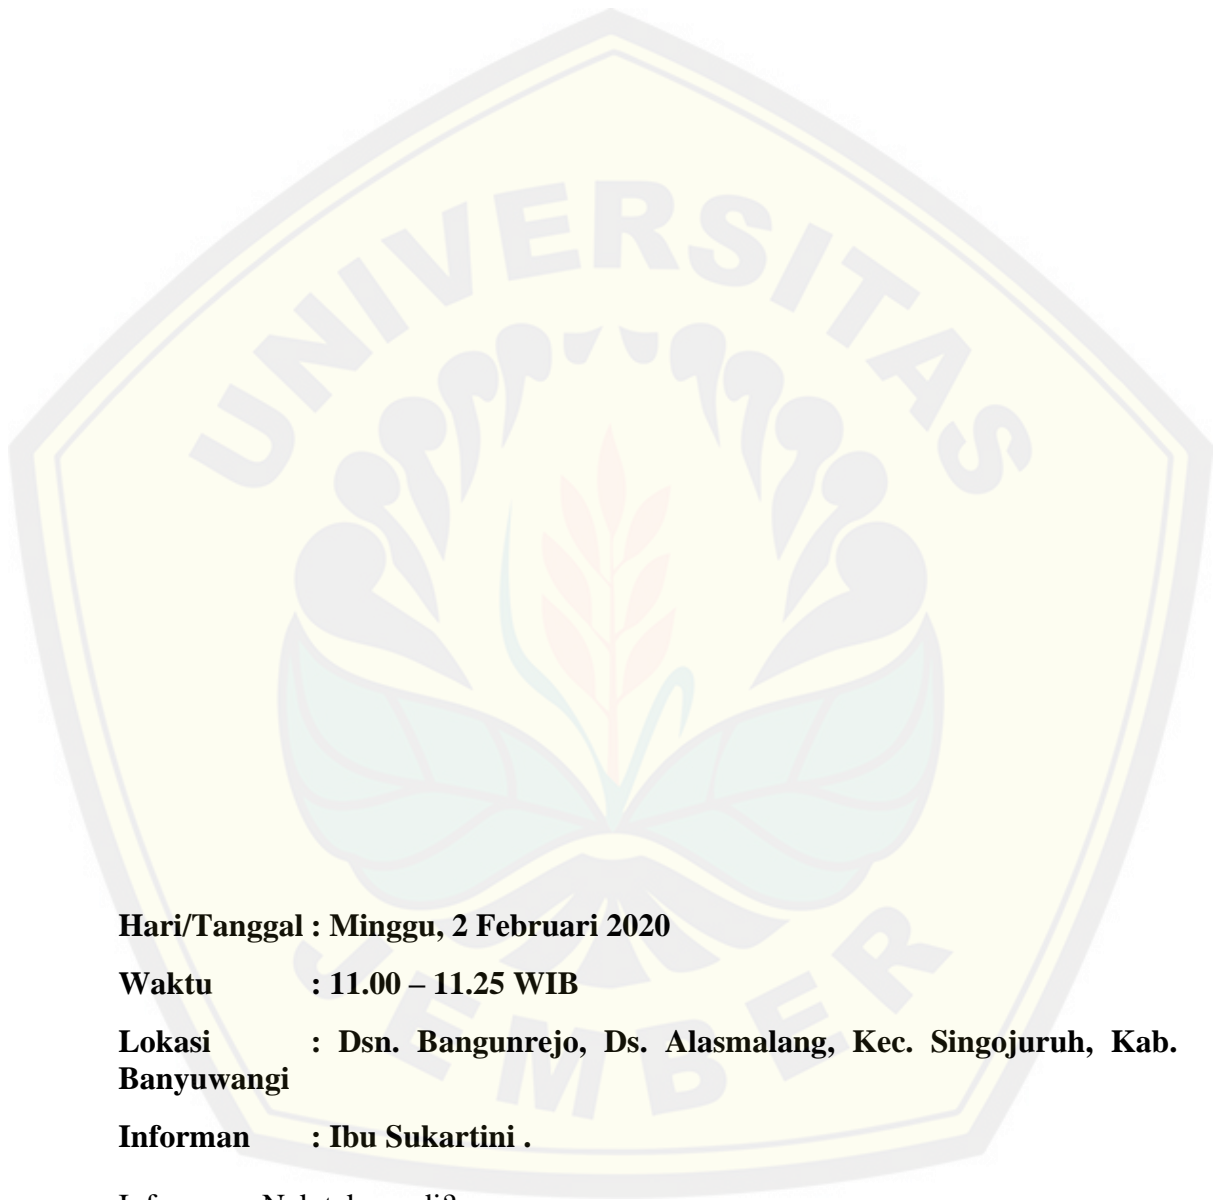 UNIVERSITAS
JEMBER
Hari/Tanggal : Minggu, 2 Februari 2020
Waktu : 11.00 – 11.25 WIB
Lokasi : Dsn. Bangunrejo, Ds. Alasmalang, Kec. Singojuruh, Kab.
Banyuwangi
Informan : Ibu Sukartini .